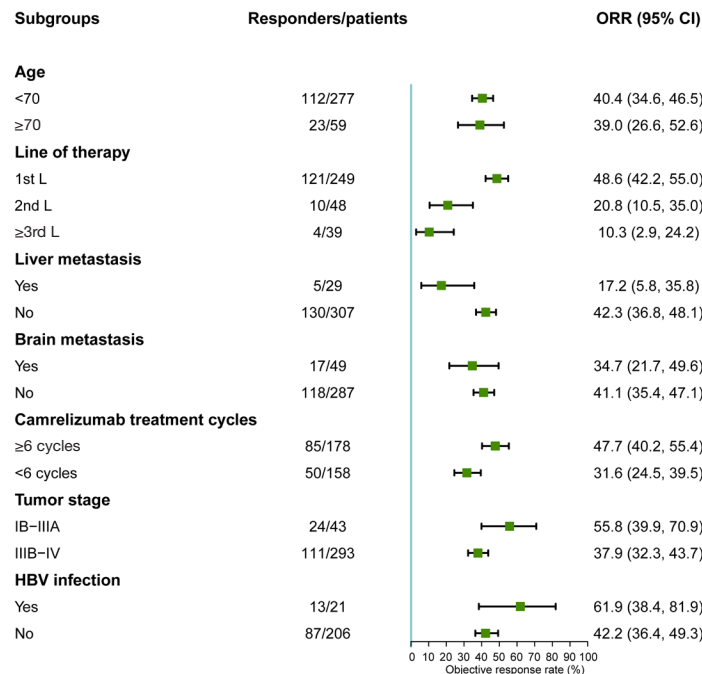 Subgroups Responders/patients ORR (95% CI)
Age
<70 112/277 40.4 (34.6, 46.5)
≥70 23/59 39.0 (26.6, 52.6)
Line of therapy
1st L 121/249 48.6 (42.2, 55.0)
2nd L 10/48 20.8 (10.5, 35.0)
≥3rd L 4/39 10.3 (2.9, 24.2)
Liver metastasis
Yes 5/29 17.2 (5.8, 35.8)
No 130/307 42.3 (36.8, 48.1)
Brain metastasis
Yes 17/49 34.7 (21.7, 49.6)
No 118/287 41.1 (35.4, 47.1)
Camrelizumab treatment cycles
≥6 cycles 85/178 47.7 (40.2, 55.4)
<6 cycles 50/158 31.6 (24.5, 39.5)
Tumor stage
IB−IIIA 24/43 55.8 (39.9, 70.9)
IIIB−IV 111/293 37.9 (32.3, 43.7)
HBV infection
Yes 13/21 61.9 (38.4, 81.9)
No 87/206 42.2 (36.4, 49.3)
0 10 20 30 40 50 60 70 80 90 100
Objective response rate (%)